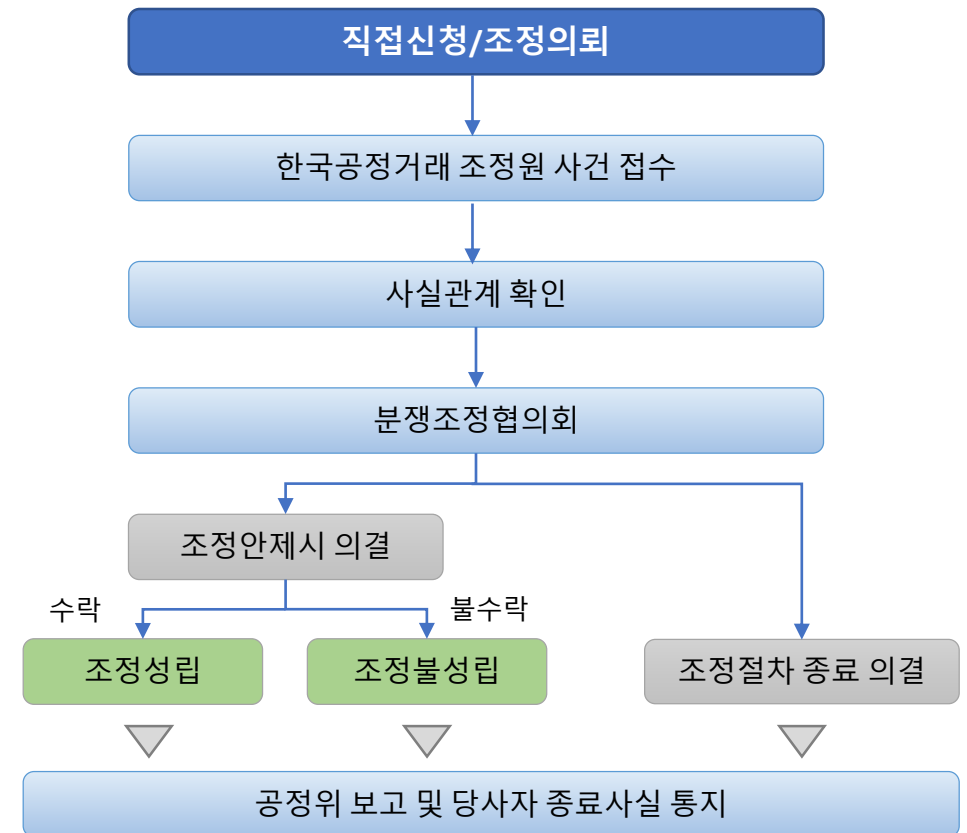 직접신청/조정의뢰
한국공정거래 조정원 사건 접수
사실관계 확인
분쟁조정협의회
조정안제시 의결
수락
불수락
조정성립
조정불성립
조정절차 종료 의결
공정위 보고 및 당사자 종료사실 통지